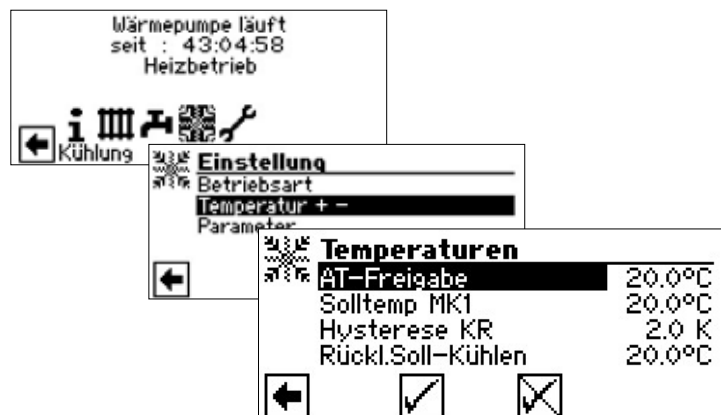 Wärmepumpe läuft
seit : 43:04:58
Heizbetrieb
Kühlung
Einstellung
Betriebsart
Temperatur + -
Parameter
Temperaturen
AT-Freigabe 20.0°C
Solltemp MK1 20.0°C
Hysterese KR 2.0 K
Rückl.Soll-Kühlen 20.0°C